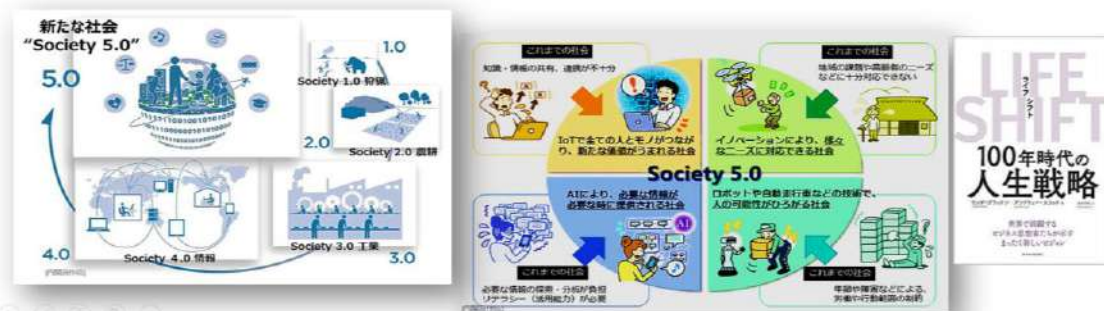 新たな社会
"Society 5.0"
5.0
1.0
Society 1.0 狩猟
2.0
Society 2.0 農耕
4.0
Society 4.0 情報
Society 3.0 工業
3.0
これまでの社会
知識・情報の共有、連携が不十分
IoTで全ての人とモノがつなが
り、新たな価値がうまれる社会
これまでの社会
地域の課題や高齢者のニーズ
などに十分対応できない
イノベーションにより、様々
なニーズに対応できる社会
Society 5.0
AIにより、必要な情報が
必要な時に提供される社会
AI
これまでの社会
必要な情報の探索・分析が負担
リテラシー（活用能力）が必要
ロボットや自動走行車などの技術で、
人の可能性がひろがる社会
これまでの社会
年齢や障害などによる、
労働や行動範囲の制約
LIFE
SHIFT
ライフ・シフト
100年時代の
人生戦略